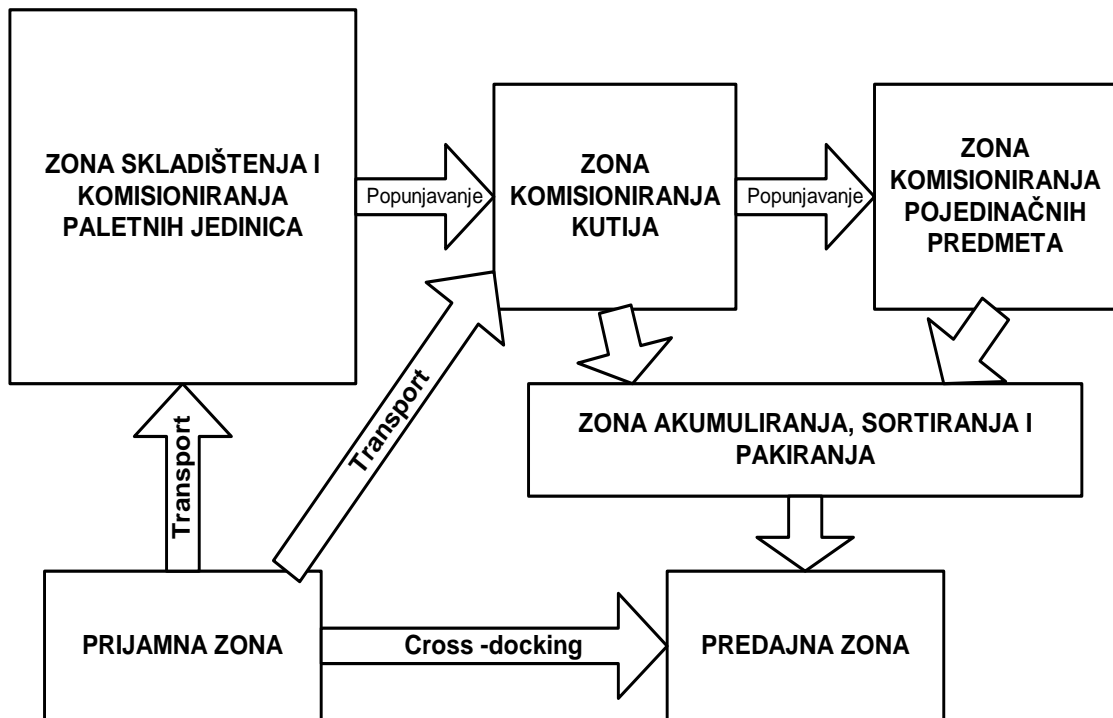 ZONA SKLADIŠTENJA I
KOMISIONIRANJA
PALETNIH JEDINICA
Popunjavanje
ZONA
KOMISIONIRANJA
KUTIJA
Popunjavanje
ZONA
KOMISIONIRANJA
POJEDINAČNIH
PREDMETA
Transport
Transport
ZONA AKUMULIRANJA, SORTIRANJA I
PAKIRANJA
PRIJAMNA ZONA
Cross -docking
PREDAJNA ZONA